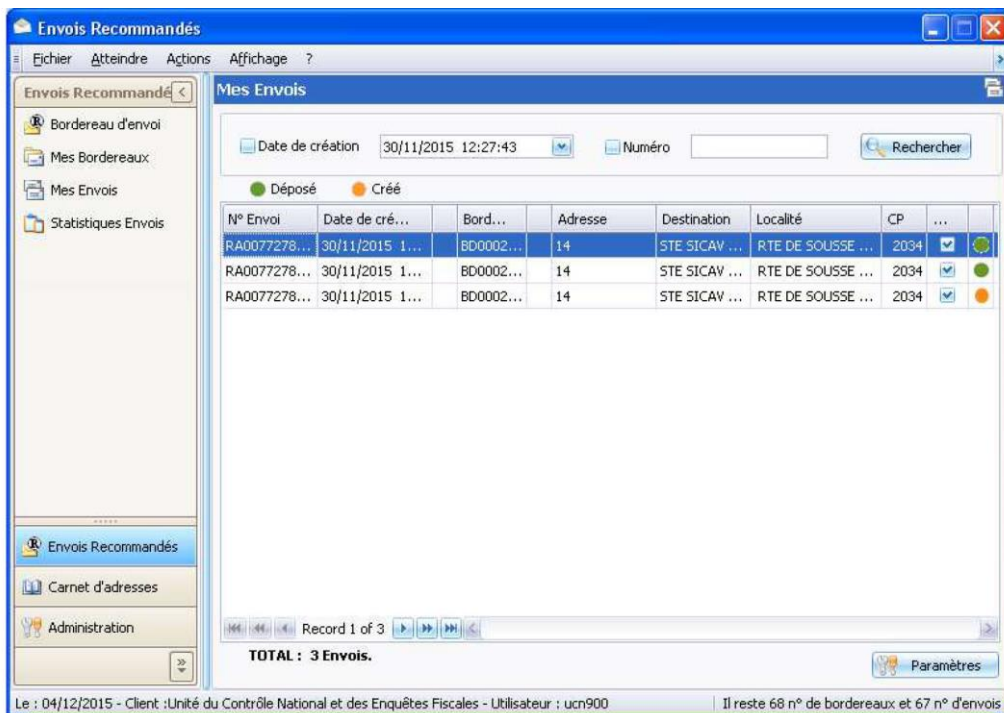 Envois Recommandés
Fichier Atteindre Actions Affichage ?
Envois Recommandé
Bordereau d'envoi
Mes Bordereaux
Mes Envois
Statistiques Envois
Mes Envois
Date de création 30/11/2015 12:27:43 Numéro Rechercher
Déposé Créé
N° Envoi Date de cré... Bord... Adresse Destination Localité CP ...
RA0077278... 30/11/2015 1... BD0002... 14 STE SICAV ... RTE DE SOUSSE ... 2034
RA0077278... 30/11/2015 1... BD0002... 14 STE SICAV ... RTE DE SOUSSE ... 2034
RA0077278... 30/11/2015 1... BD0002... 14 STE SICAV ... RTE DE SOUSSE ... 2034
Envois Recommandés
Carnet d'adresses
Administration
Record 1 of 3
TOTAL : 3 Envois.
Paramètres
Le : 04/12/2015 - Client :Unité du Contrôle National et des Enquêtes Fiscales - Utilisateur : ucn900 Il reste 68 n° de bordereaux et 67 n° d'envois